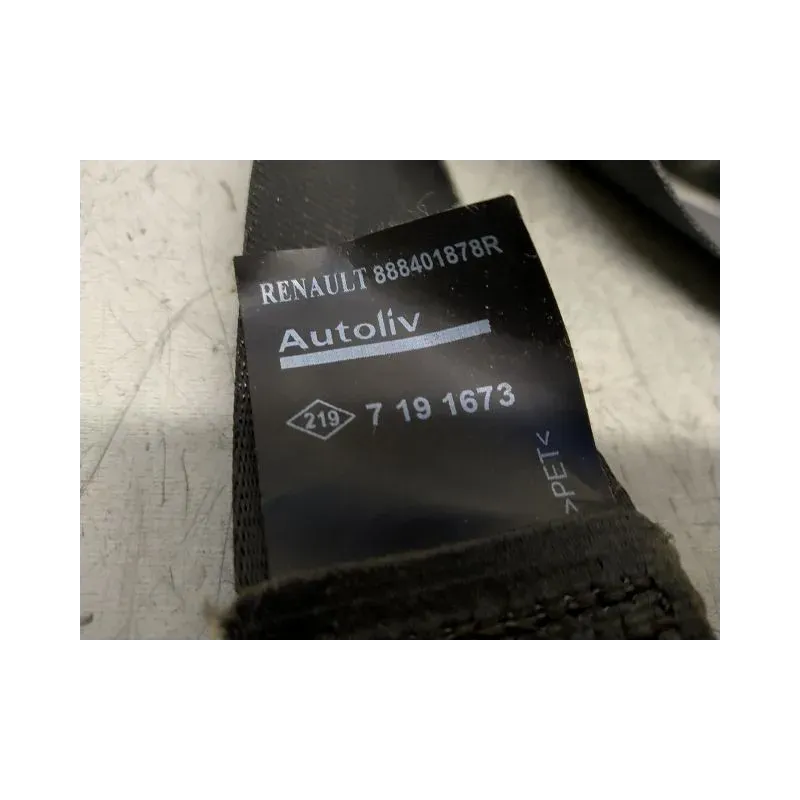 RENAULT 888401878R
Autoliv
219 7 19 1673
>PET<